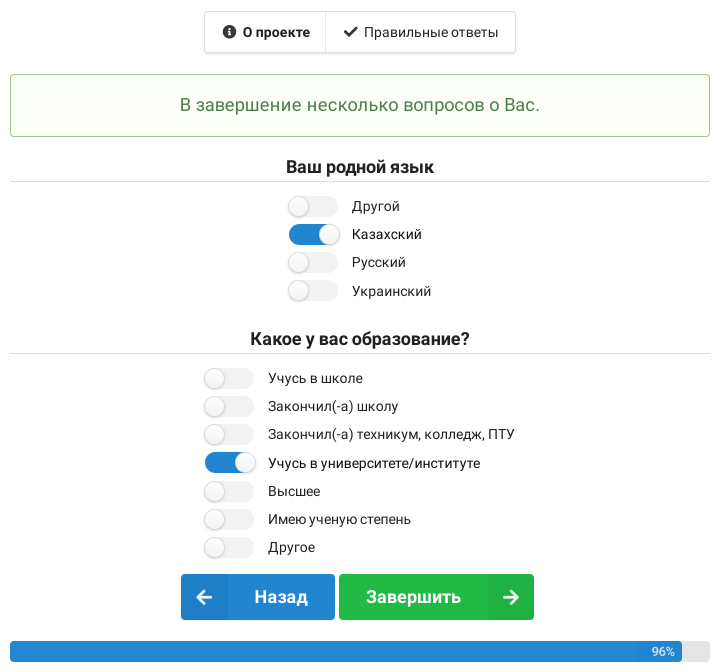 О проекте
Правильные ответы
В завершение несколько вопросов о Вас.
Ваш родной язык
Другой
Казахский
Русский
Украинский
Какое у вас образование?
Учусь в школе
Закончил(-а) школу
Закончил(-а) техникум, колледж, ПТУ
Учусь в университете/институте
Высшее
Имею ученую степень
Другое
Назад
Завершить
96%